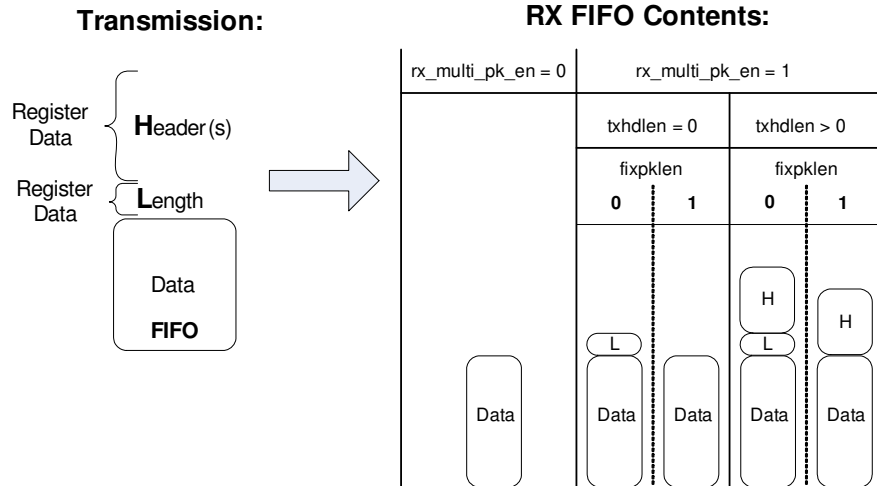 Transmission:
RX FIFO Contents:
rx_multi_pk_en = 0
rx_multi_pk_en = 1
Register
Data
Header(s)
txhdlen = 0
txhdlen > 0
Register
Data
Length
fixpklen
fixpklen
0
1
0
1
Data
FIFO
H
H
L
L
Data
Data
Data
Data
Data